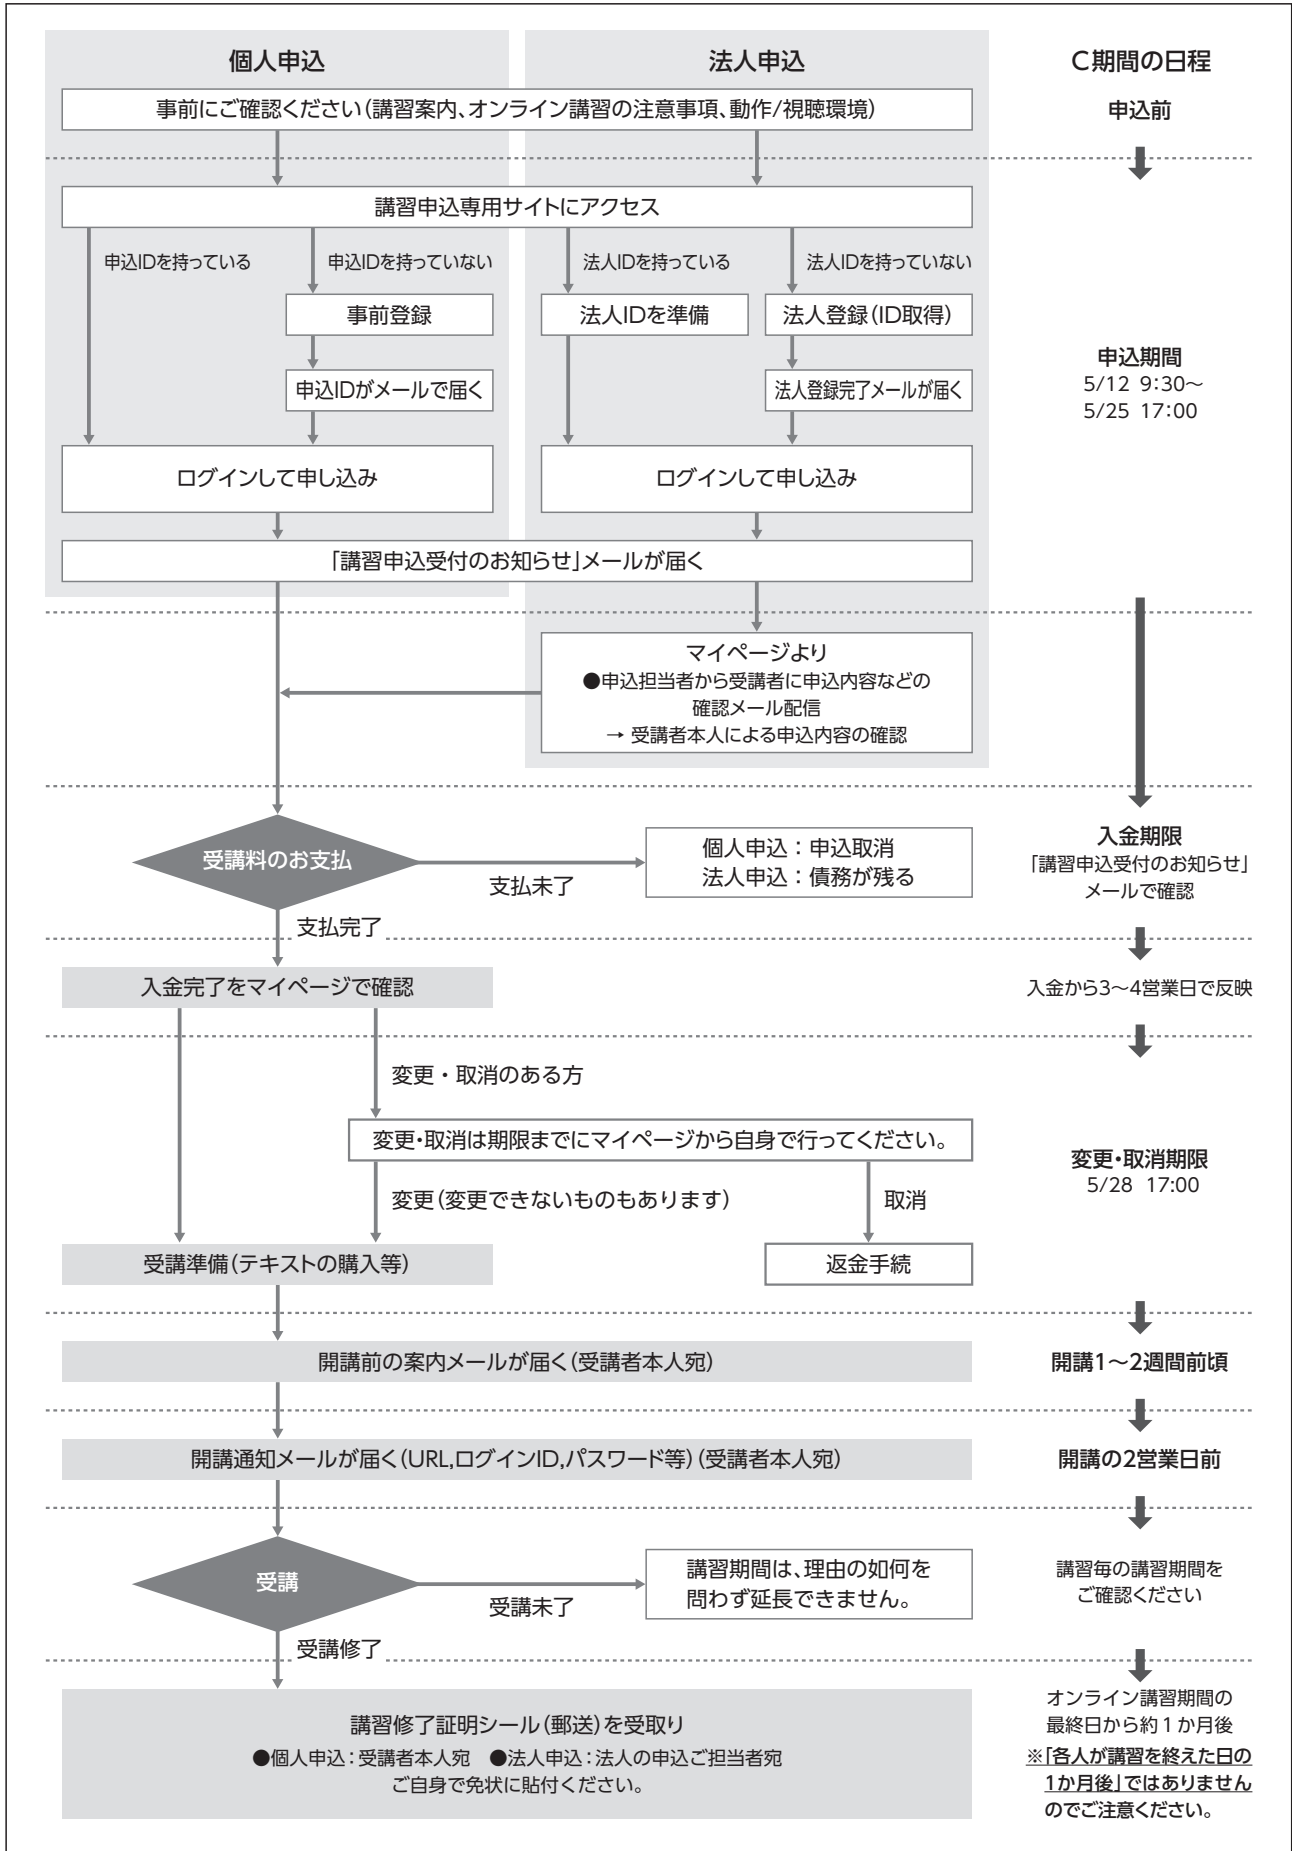 個人申込
法人申込
C期間の日程
事前にご確認ください(講習案内、オンライン講習の注意事項、動作/視聴環境)
申込前
講習申込専用サイトにアクセス
申込IDを持っている
申込IDを持っていない
法人IDを持っている
法人IDを持っていない
事前登録
法人IDを準備
法人登録(ID取得)
申込IDがメールで届く
法人登録完了メールが届く
申込期間
5/12 9:30〜
5/25 17:00
ログインして申し込み
ログインして申し込み
「講習申込受付のお知らせ」メールが届く
マイページより
●申込担当者から受講者に申込内容などの
確認メール配信
→ 受講者本人による申込内容の確認
受講料のお支払
支払未了
個人申込：申込取消
法人申込：債務が残る
入金期限
「講習申込受付のお知らせ」
メールで確認
支払完了
入金完了をマイページで確認
入金から3〜4営業日で反映
変更・取消のある方
変更・取消は期限までにマイページから自身で行ってください。
変更・取消期限
5/28 17:00
変更(変更できないものもあります)
取消
受講準備(テキストの購入等)
返金手続
開講前の案内メールが届く(受講者本人宛)
開講1〜2週間前頃
開講通知メールが届く(URL,ログインID,パスワード等)(受講者本人宛)
開講の2営業日前
受講
受講未了
講習期間は、理由の如何を
問わず延長できません。
講習毎の講習期間を
ご確認ください
受講修了
講習修了証明シール(郵送)を受取り
●個人申込：受講者本人宛 ●法人申込：法人の申込ご担当者宛
ご自身で免状に貼付ください。
オンライン講習期間の
最終日から約1か月後
※「各人が講習を終えた日の
1か月後」ではありません
のでご注意ください。